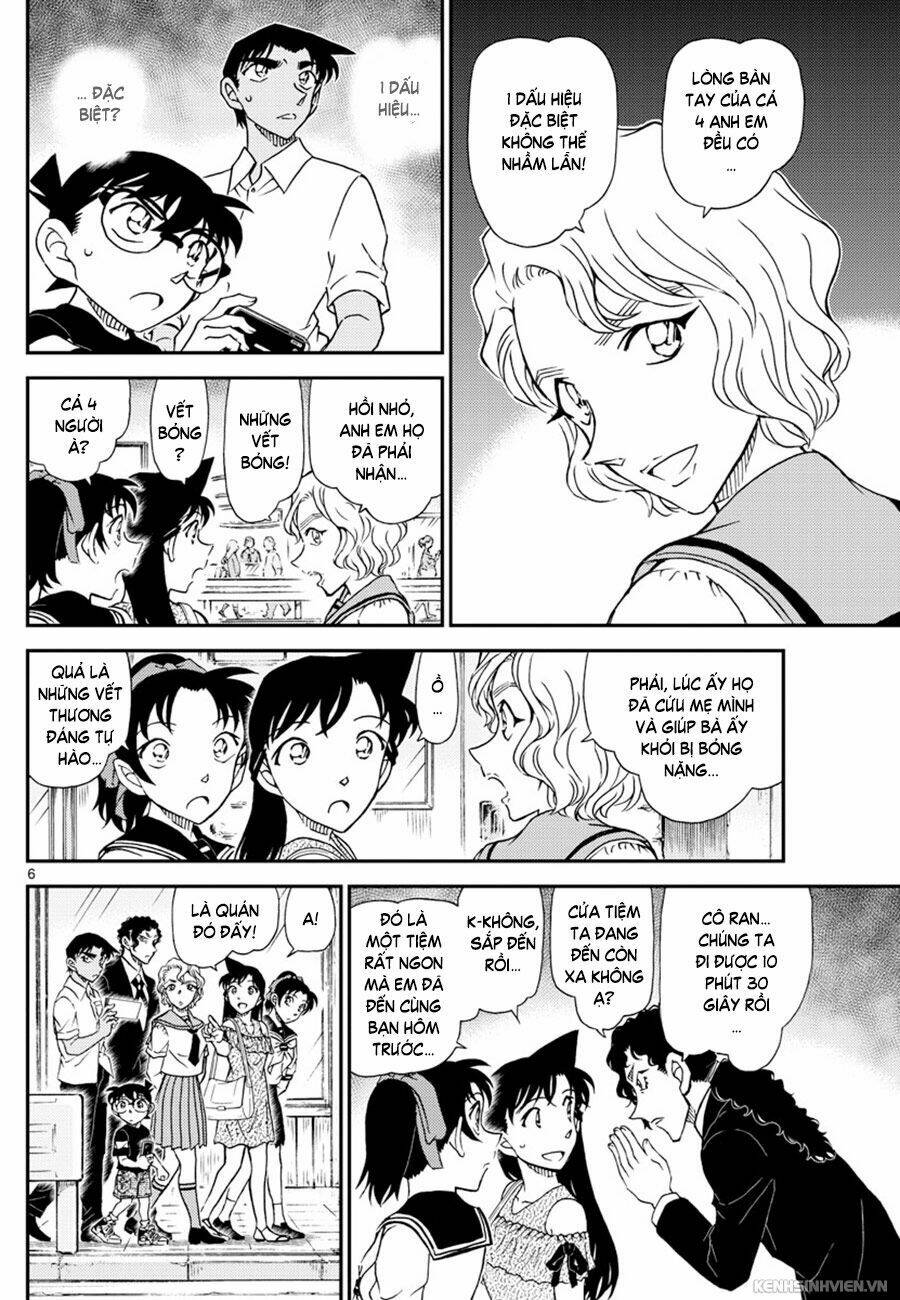 LÒNG BÀN
TAY CỦA CẢ
4 ANH EM
ĐỀU CÓ
...
1 DẤU HIỆU
ĐẶC BIỆT
KHÔNG THỂ
NHẦM LẪN!
1 DẤU
HIỆU...
... ĐẶC
BIỆT?
HỒI NHỎ,
ANH EM HỌ
ĐÃ PHẢI
NHẬN...
NHỮNG
VẾT
BỎNG!
VẾT
BỎNG
?
CẢ 4
NGƯỜI
À?
PHẢI, LÚC ẤY HỌ
ĐÃ CỨU MẸ MÌNH
VÀ GIÚP BÀ ẤY
KHỎI BỊ BỎNG
NẶNG...
Ồ
...
QUẢ LÀ
NHỮNG VẾT
THƯƠNG
ĐÁNG TỰ
HÀO...
6
CÔ RAN...
CHÚNG TA
ĐI ĐƯỢC 10
PHÚT 30
GIÂY RỒI
...
CỬA TIỆM
TA ĐANG
ĐẾN CÒN
XA KHÔNG
Ạ?
K-KHÔNG,
SẮP ĐẾN
RỒI...
ĐÓ LÀ
MỘT TIỆM
RẤT NGON
MÀ EM ĐÃ
ĐẾN CÙNG
BẠN HÔM
TRƯỚC...
A!
LÀ QUÁN
ĐÓ ĐẤY!
KENHSINHVIEN.VN